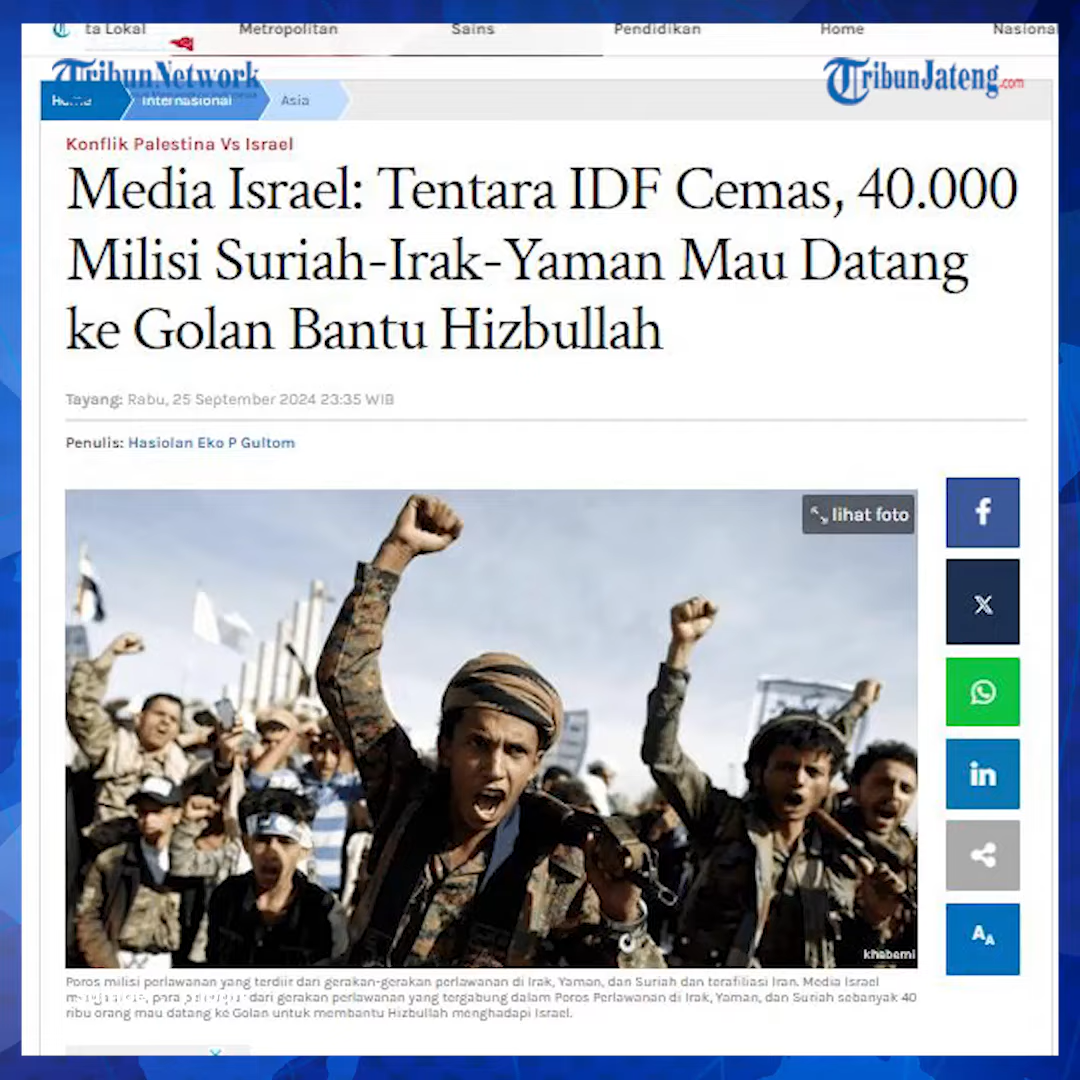 ta Lokal Metropolitan Sains Pendidikan Home Nasional
TribunNetwork
TribunJateng.com
Home Internasional Asia
Konflik Palestina Vs Israel
Media Israel: Tentara IDF Cemas, 40.000
Milisi Suriah-Irak-Yaman Mau Datang
ke Golan Bantu Hizbullah
Tayang: Rabu, 25 September 2024 23:35 WIB
Penulis: Hasiolan Eko P Gultom
lihat foto
khabarni
Poros milisi perlawanan yang terdiir dari gerakan-gerakan perlawanan di Irak, Yaman, dan Suriah dan terafiliasi Iran. Media Israel
dari gerakan perlawanan yang tergabung dalam Poros Perlawanan di Irak, Yaman, dan Suriah sebanyak 40
ribu orang mau datang ke Golan untuk membantu Hizbullah menghadapi Israel.